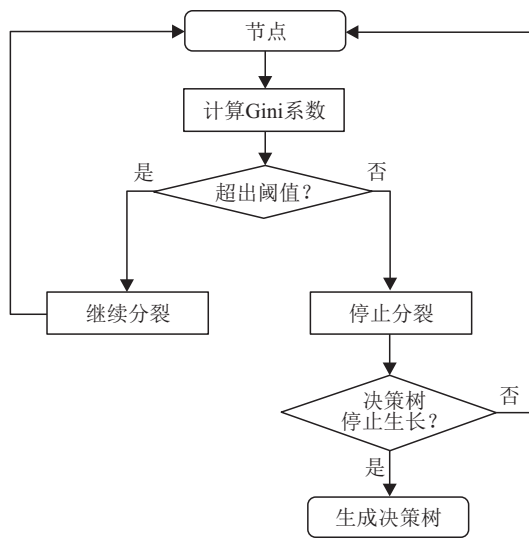 节点
计算Gini系数
是
超出阈值?
否
继续分裂
停止分裂
决策树
停止生长?
否
是
生成决策树